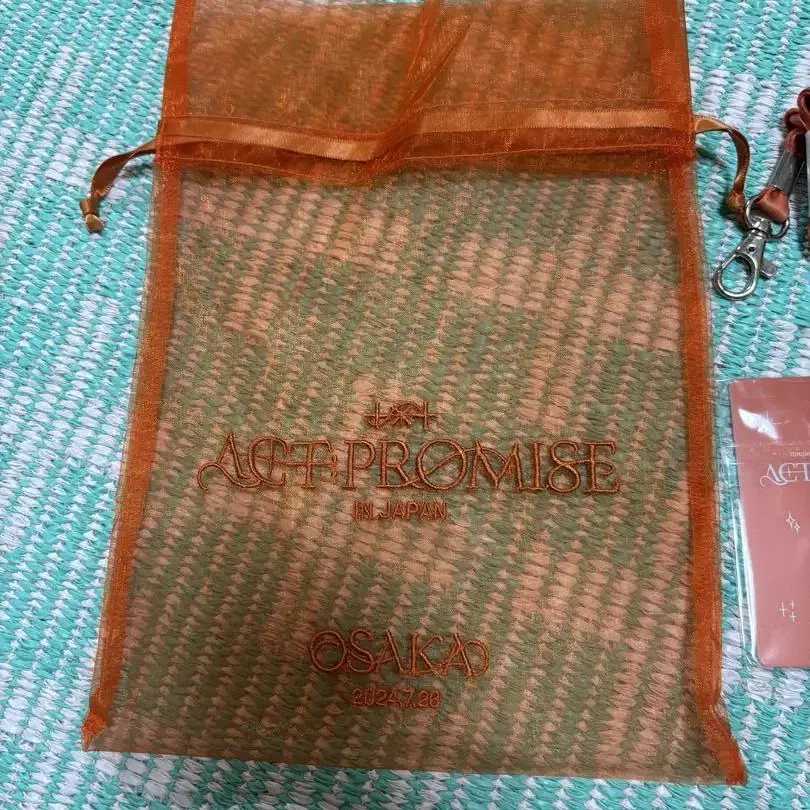 ACT:PROMISE
IN JAPAN
OSAKA
2024.7.28